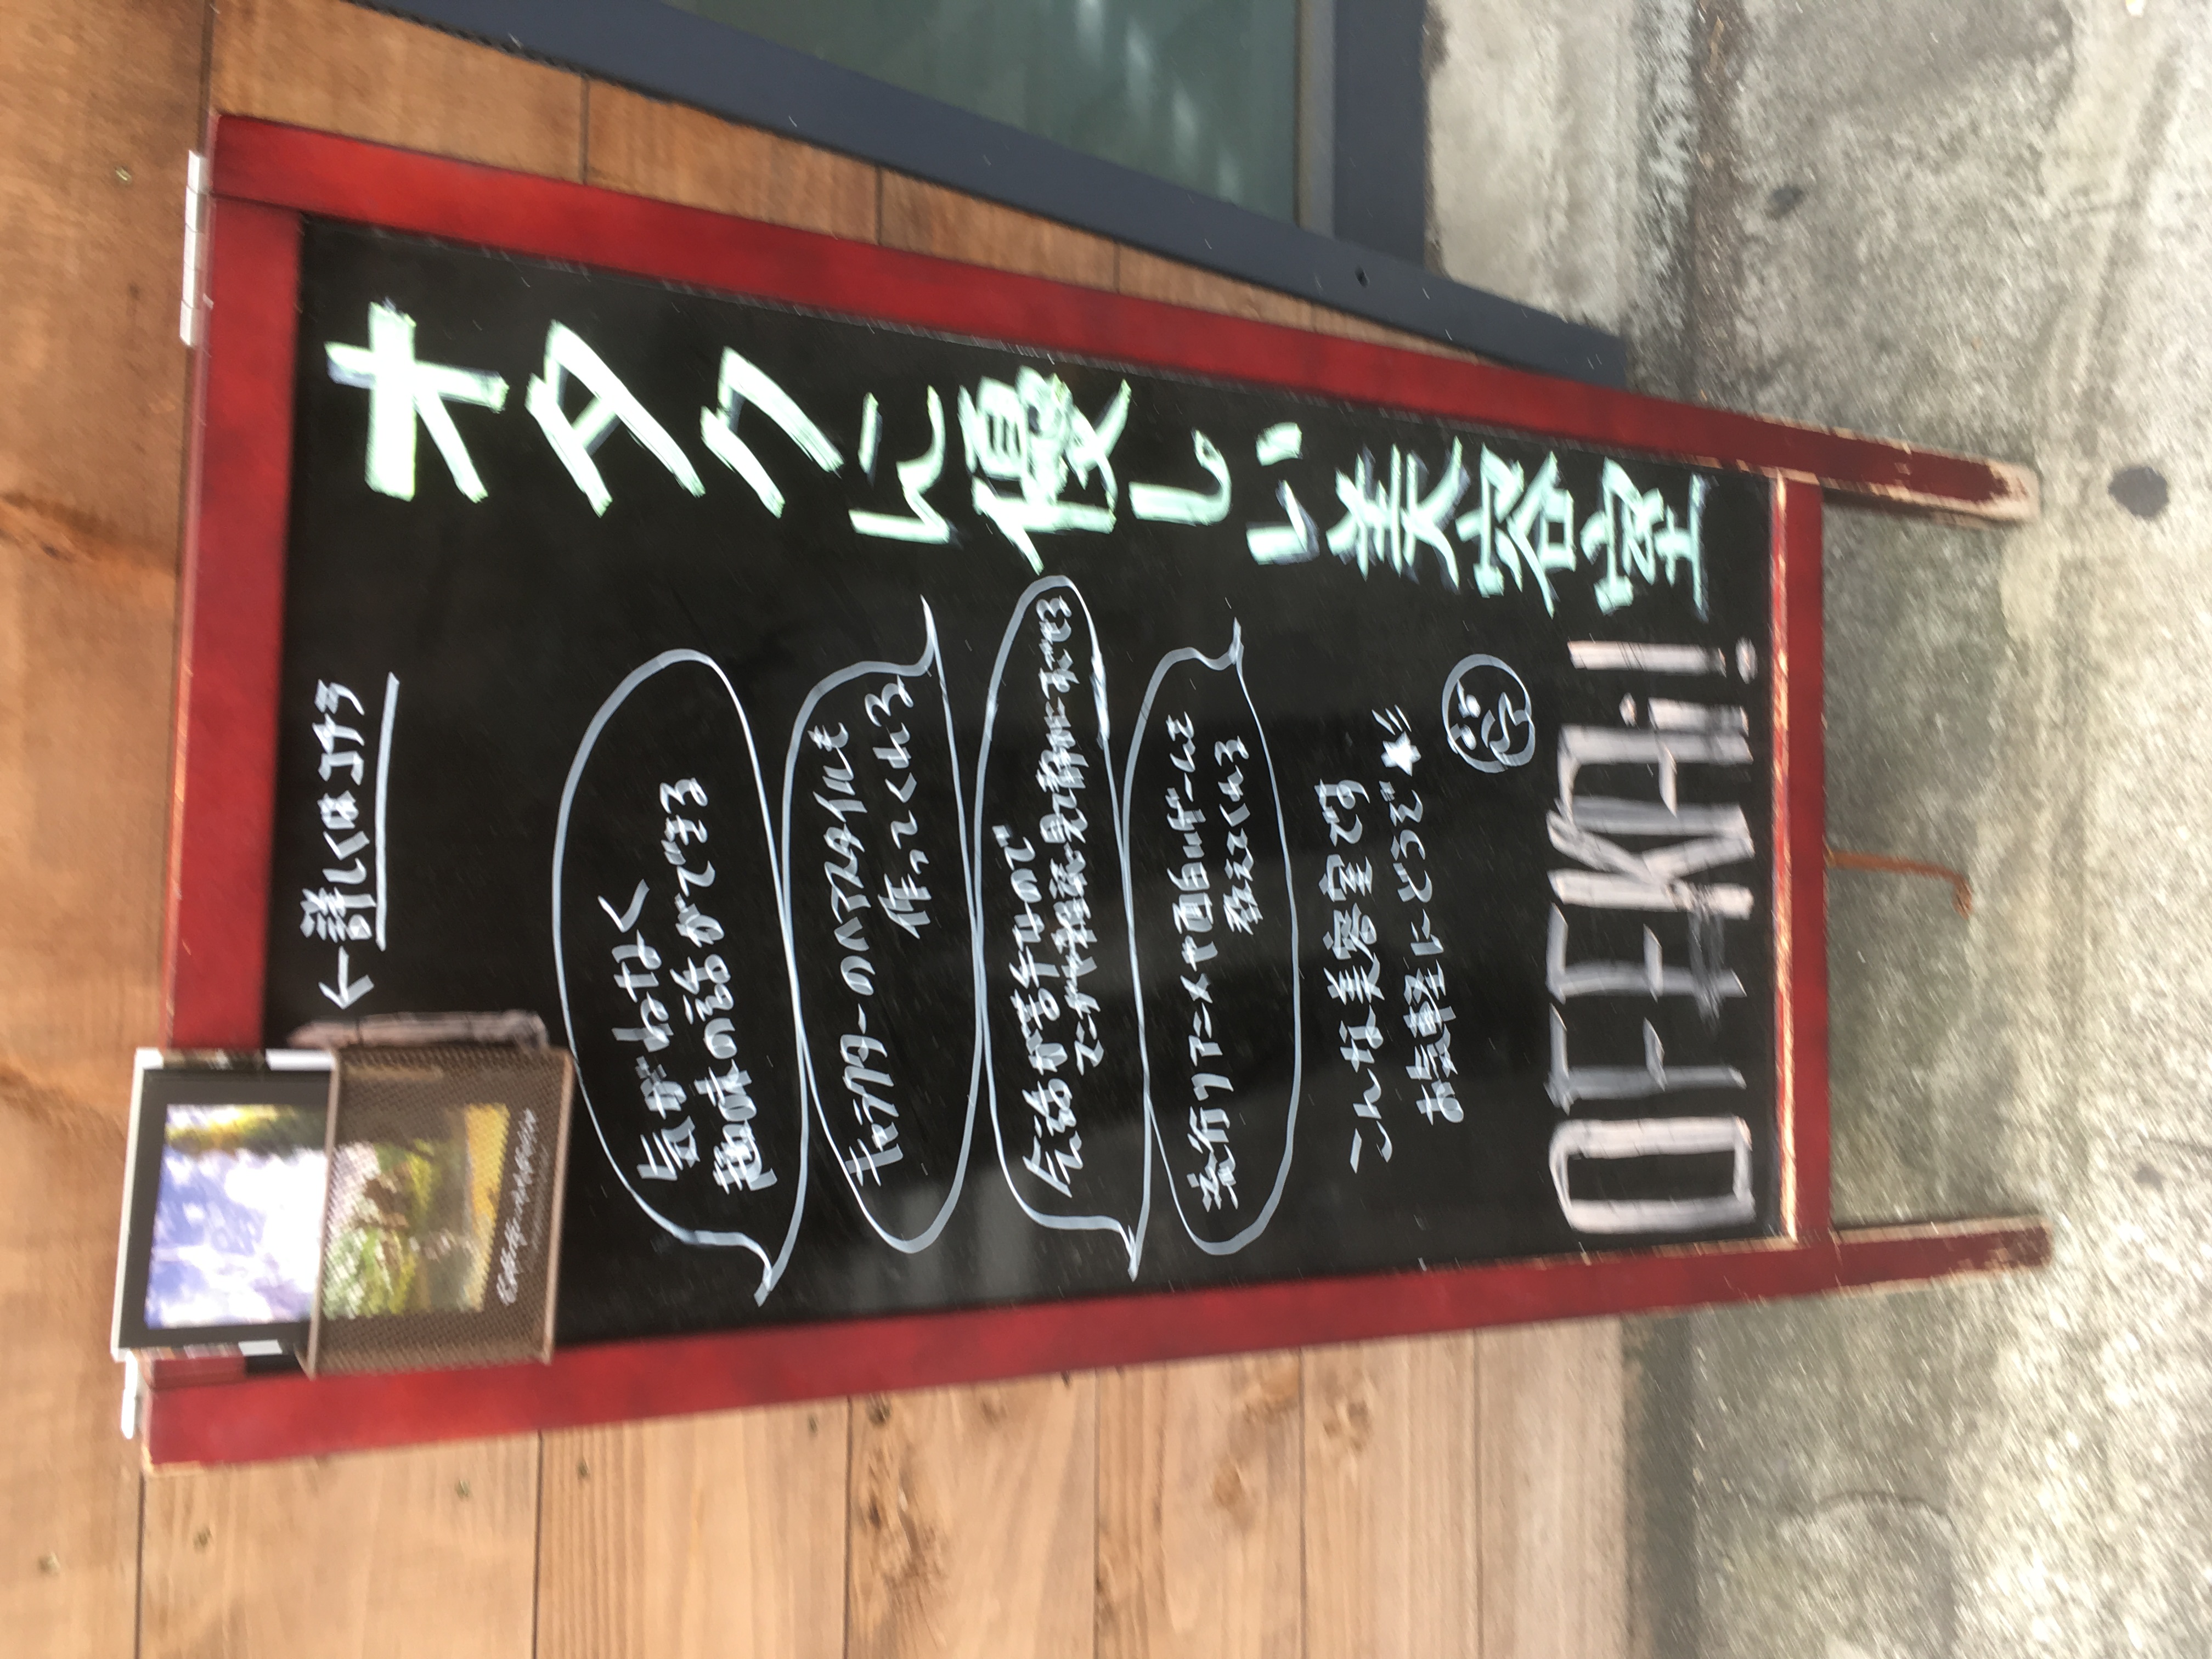 オタクに優しい美容室
←詳しくはコチラ
気がねなく
趣味の話ができる
キャラクターのヘアスタイルも
作ってくれる
会話が苦手なので
マンガや雑誌見て静かにすごせる
流行りアニメや面白いゲームを
教えてくれる
こんな美容室です
お気軽にどうぞ★彡
OFFKAi!